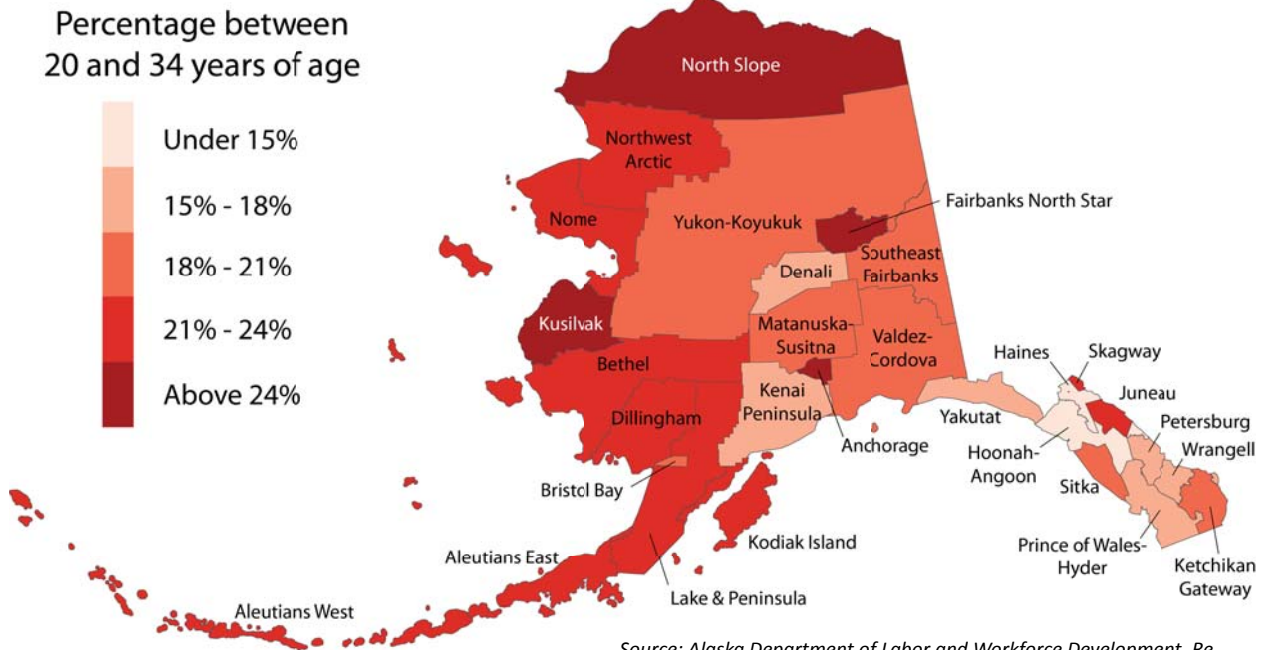 Percentage between
20 and 34 years of age
Under 15%
15% - 18%
18% - 21%
21% - 24%
Above 24%
North Slope
Northwest
Arctic
Nome
Yukon-Koyukuk
Fairbanks North Star
Southeast
Fairbanks
Denali
Kusilvak
Matanuska-
Susitna
Valdez-
Cordova
Bethel
Haines
Skagway
Juneau
Kenai
Peninsula
Dillingham
Yakutat
Petersburg
Anchorage
Wrangell
Hoonah-
Angoon
Bristol Bay
Sitka
Kodiak Island
Prince of Wales-
Hyder
Aleutians East
Ketchikan
Gateway
Lake & Peninsula
Aleutians West
Source: Alaska Department of Labor and Workforce Development, Re